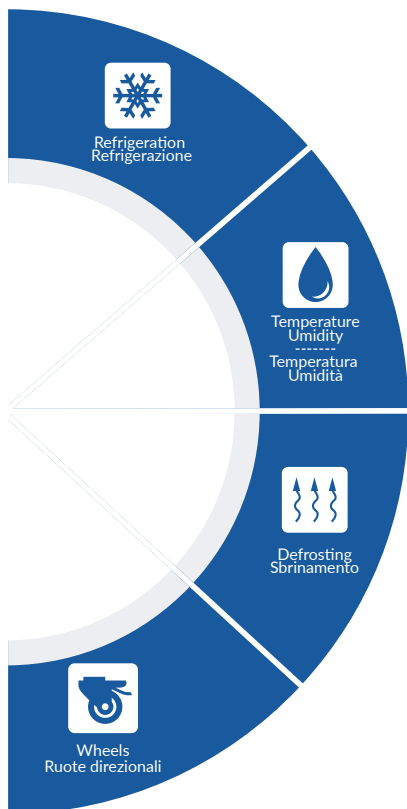 Refrigeration
Refrigerazione
Temperature
Umidity
-------
Temperatura
Umidità
Defrosting
Sbrinamento
Wheels
Ruote direzionali